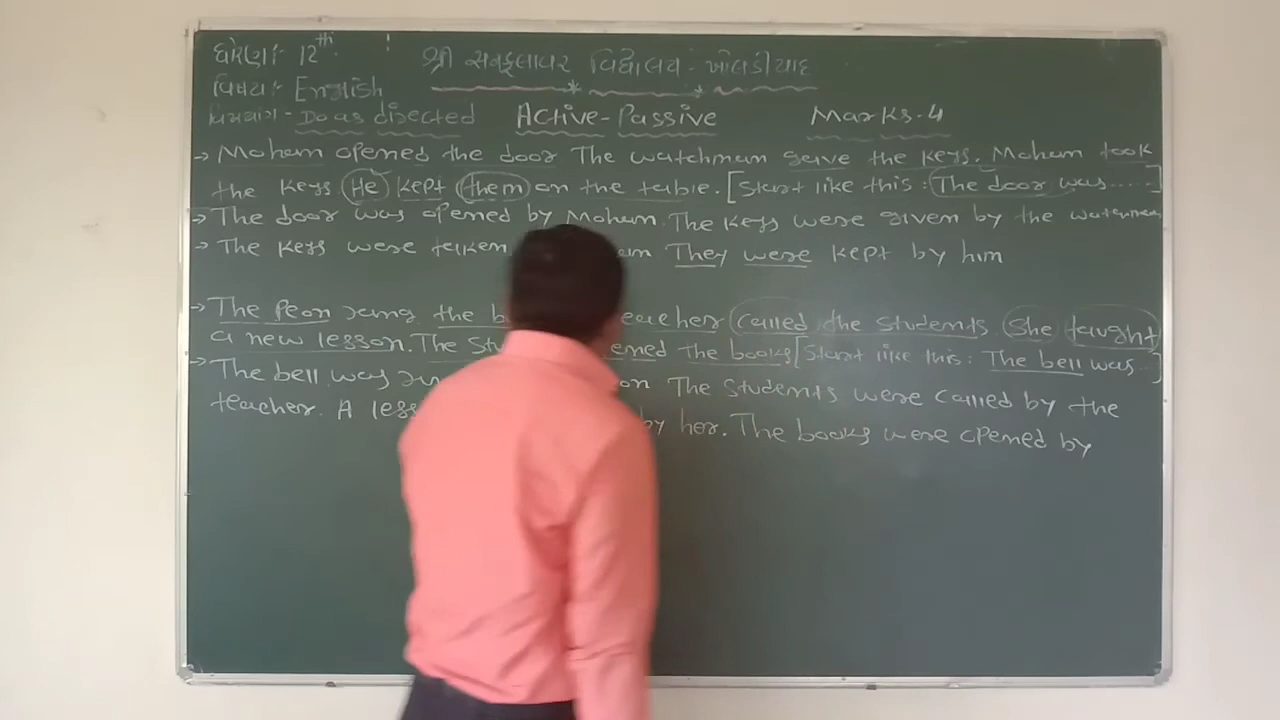 ધોરણ:- 12th
શ્રી સનફ્લાવર વિદ્યાલય - ખોલડીયાદ
વિષય:- English
વિભાગ - Do as directed Active-Passive Marks-4
→ Mohan opened the door The watchman gave the keys. Mohan took
the keys He kept them on the table. [Start like this: The door was.....]
→ The door was opened by Mohan. The keys were given by the watchman
→ The keys were taken They were kept by him
→ The Peon rang the called the students She taught
a new lesson. The the books [Start like this: The bell was...]
→ The bell was The students were called by the
teacher. A by her. The books were opened by